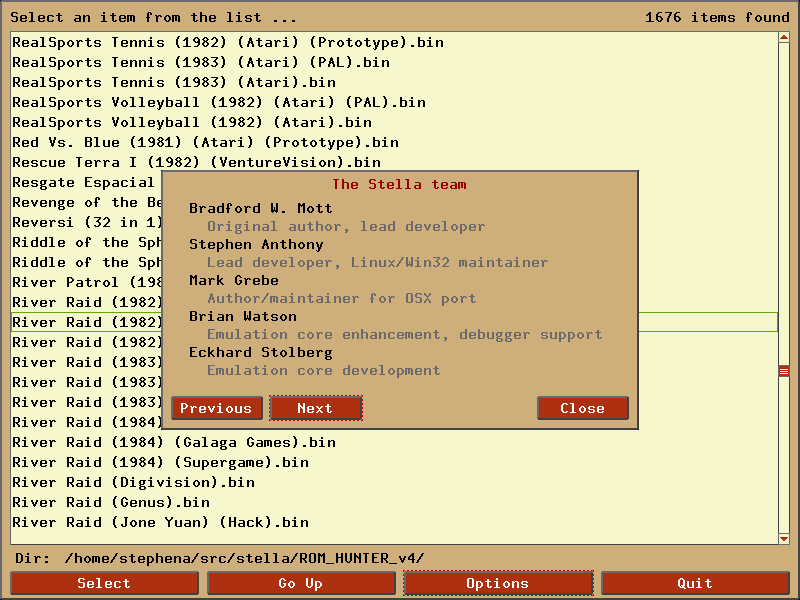 Select an item from the list ... 1676 items found
RealSports Tennis (1982) (Atari) (Prototype).bin
RealSports Tennis (1983) (Atari) (PAL).bin
RealSports Tennis (1983) (Atari).bin
RealSports Volleyball (1982) (Atari) (PAL).bin
RealSports Volleyball (1982) (Atari).bin
Red Vs. Blue (1981) (Atari) (Prototype).bin
Rescue Terra I (1982) (VentureVision).bin
Resgate Espacial
Revenge of the Be
Reversi (32 in 1)
Riddle of the Sph
Riddle of the Sph
River Patrol (198
River Raid (1982)
River Raid (1982)
River Raid (1982)
River Raid (1983)
River Raid (1983)
River Raid (1983)
River Raid (1984)
River Raid (1984) (Galaga Games).bin
River Raid (1984) (Supergame).bin
River Raid (Digivision).bin
River Raid (Genus).bin
River Raid (Jone Yuan) (Hack).bin
The Stella team
Bradford W. Mott
Original author, lead developer
Stephen Anthony
Lead developer, Linux/Win32 maintainer
Mark Grebe
Author/maintainer for OSX port
Brian Watson
Emulation core enhancement, debugger support
Eckhard Stolberg
Emulation core development
Previous Next Close
Dir: /home/stephena/src/stella/ROM_HUNTER_v4/
Select Go Up Options Quit